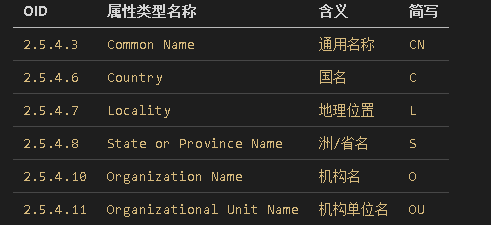 OID 属性类型名称 含义 简写
2.5.4.3 Common Name 通用名称 CN
2.5.4.6 Country 国名 C
2.5.4.7 Locality 地理位置 L
2.5.4.8 State or Province Name 洲/省名 S
2.5.4.10 Organization Name 机构名 O
2.5.4.11 Organizational Unit Name 机构单位名 OU